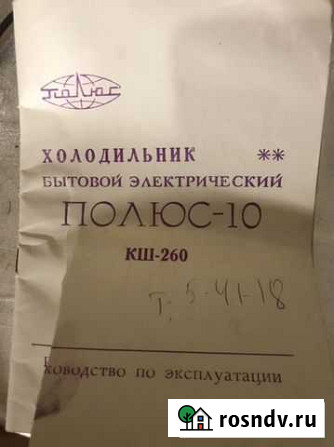 полюс
ХОЛОДИЛЬНИК **
БЫТОВОЙ ЭЛЕКТРИЧЕСКИЙ
ПОЛЮС-10
КШ-260
Т. 5-41-18
ководство по эксплуатации
rosndv.ru